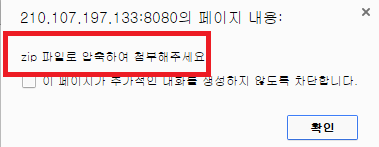 210.107.197.133:8080의 페이지 내용:
zip 파일로 압축하여 첨부해주세요
이 페이지가 추가적인 대화를 생성하지 않도록 차단합니다.
확인